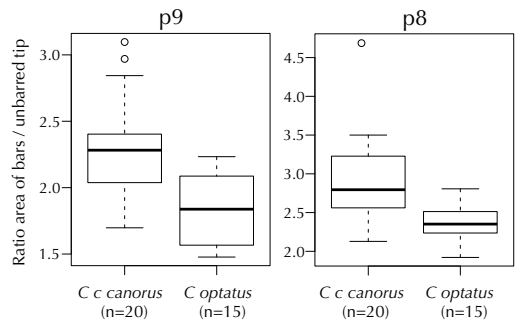 p9
p8
Ratio area of bars / unbarred tip
3.0
2.5
2.0
1.5
4.5
4.0
3.5
3.0
2.5
2.0
C c canorus
(n=20)
C optatus
(n=15)
C c canorus
(n=20)
C optatus
(n=15)